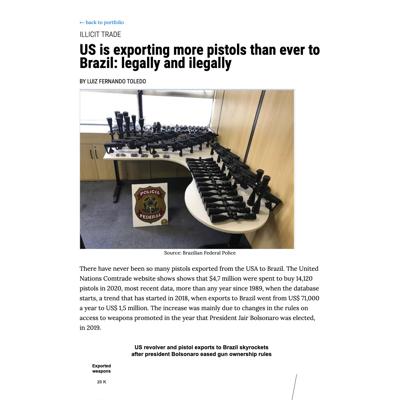 ← back to portfolio
ILLICIT TRADE
US is exporting more pistols than ever to
Brazil: legally and ilegally
BY LUIZ FERNANDO TOLEDO
POLÍCIA
FEDERAL
Source: Brazilian Federal Police
There have never been so many pistols exported from the USA to Brazil. The United
Nations Comtrade website shows shows that $4,7 million were spent to buy 14,120
pistols in 2020, most recent data, more than any year since 1989, when the database
starts, a trend that has started in 2018, when exports to Brazil went from US$ 71,000
a year to US$ 1,5 million. The increase was mainly due to changes in the rules on
access to weapons promoted in the year that President Jair Bolsonaro was elected,
in 2019.
US revolver and pistol exports to Brazil skyrockets
after president Bolsonaro eased gun ownership rules
Exported
weapons
20 K